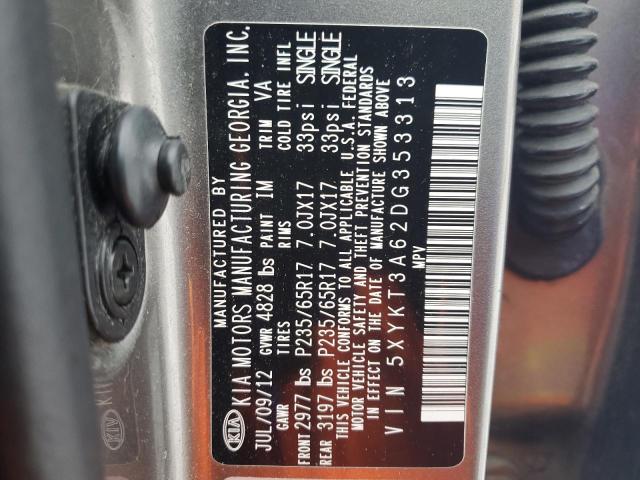 MANUFACTURED BY
KIA KIA MOTORS MANUFACTURING GEORGIA, INC.
JUL/09/12 GVWR 4828 lbs PAINT IM TRIM VA
GAWR TIRES RIMS COLD TIRE INFL
FRONT 2977 lbs P235/65R17 7.0JX17 33psi SINGLE
REAR 3197 lbs P235/65R17 7.0JX17 33psi SINGLE
THIS VEHICLE CONFORMS TO ALL APPLICABLE U.S.A. FEDERAL
MOTOR VEHICLE SAFETY AND THEFT PREVENTION STANDARDS
IN EFFECT ON THE DATE OF MANUFACTURE SHOWN ABOVE
VIN 5XYKT3A62DG353313
MPV